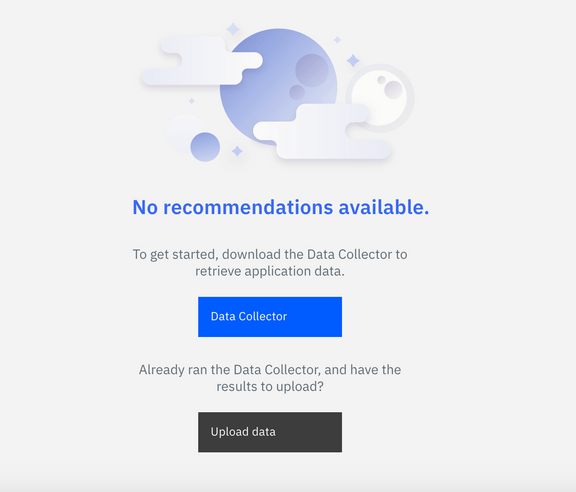 No recommendations available.
To get started, download the Data Collector to
retrieve application data.
Data Collector
Already ran the Data Collector, and have the
results to upload?
Upload data